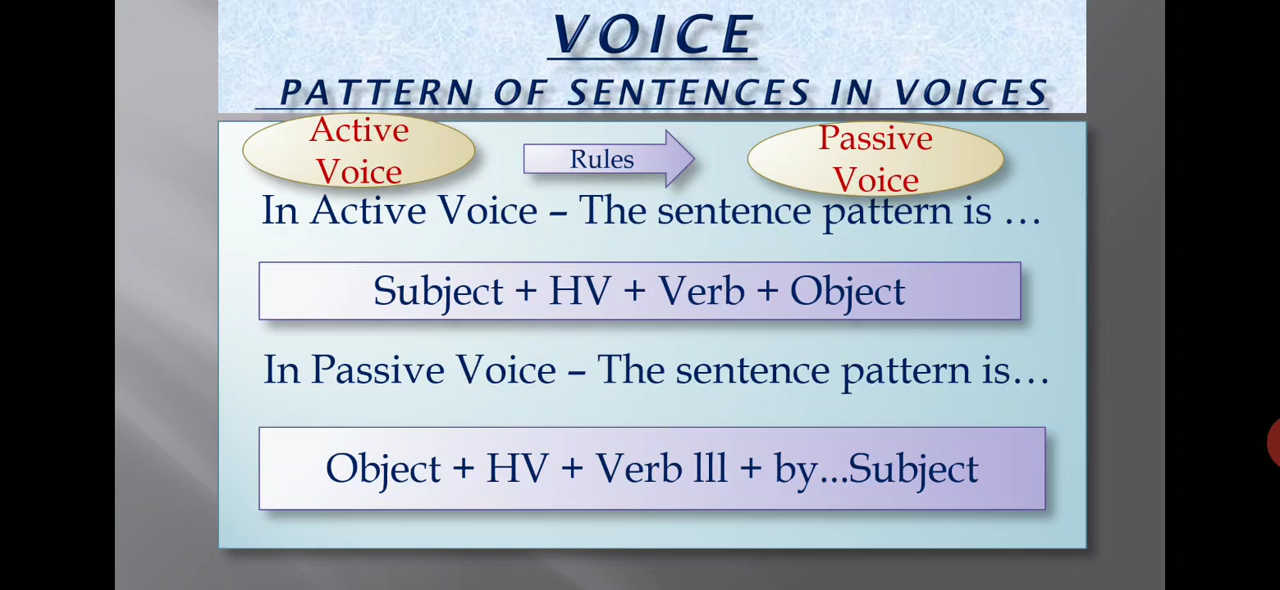 VOICE
PATTERN OF SENTENCES IN VOICES
Active
Voice
Rules
Passive
Voice
In Active Voice – The sentence pattern is …
Subject + HV + Verb + Object
In Passive Voice – The sentence pattern is…
Object + HV + Verb lll + by...Subject